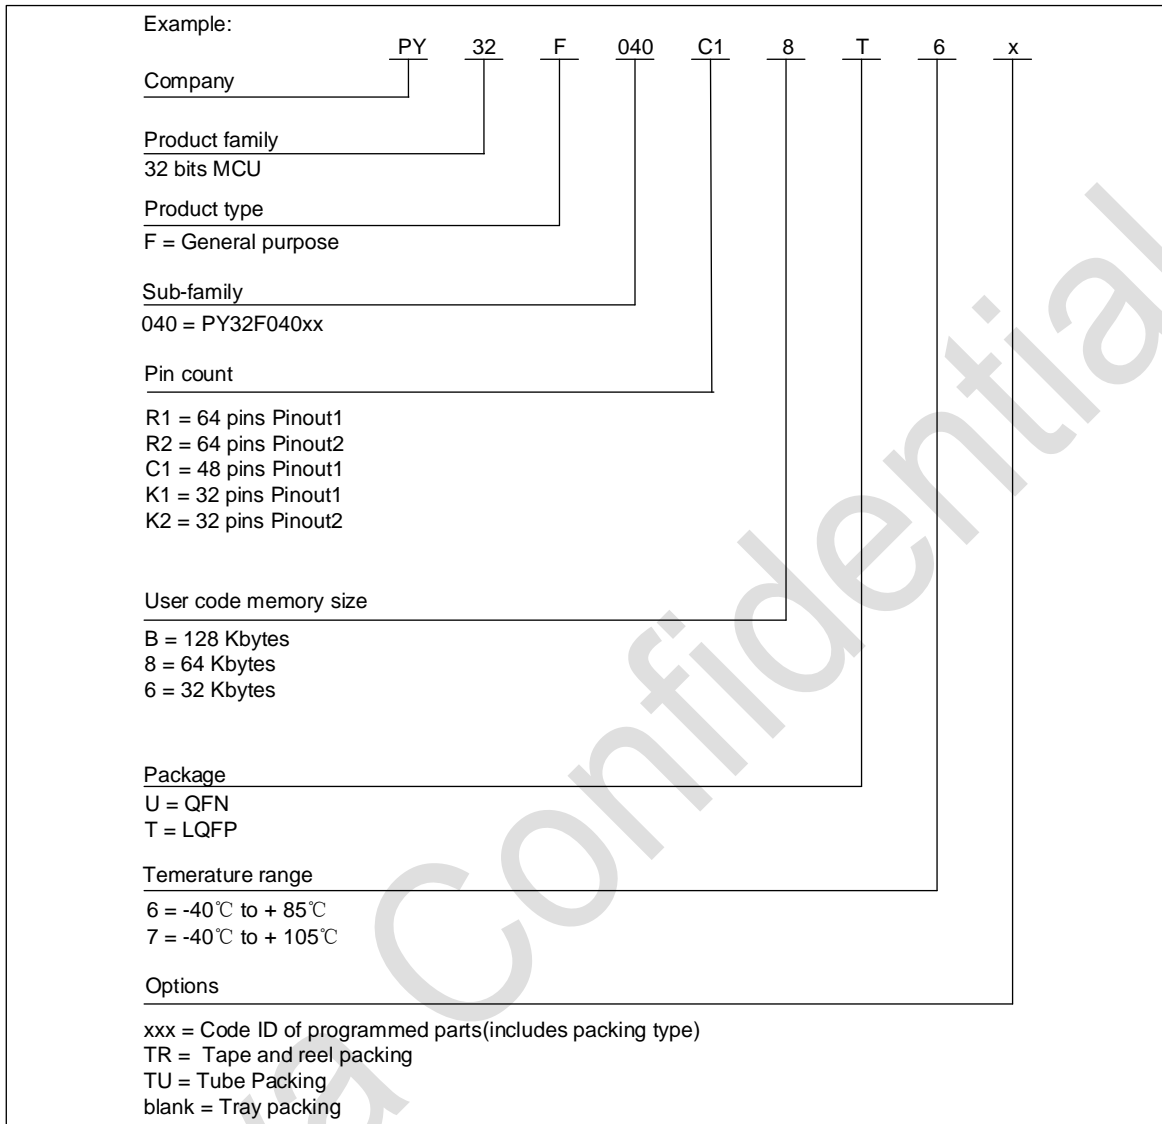 Example:
PY 32 F 040 C1 8 T 6 x
Company
Product family
32 bits MCU
Product type
F = General purpose
Sub-family
040 = PY32F040xx
Pin count
R1 = 64 pins Pinout1
R2 = 64 pins Pinout2
C1 = 48 pins Pinout1
K1 = 32 pins Pinout1
K2 = 32 pins Pinout2
User code memory size
B = 128 Kbytes
8 = 64 Kbytes
6 = 32 Kbytes
Package
U = QFN
T = LQFP
Temerature range
6 = -40℃ to + 85℃
7 = -40℃ to + 105℃
Options
xxx = Code ID of programmed parts(includes packing type)
TR = Tape and reel packing
TU = Tube Packing
blank = Tray packing
Confidential